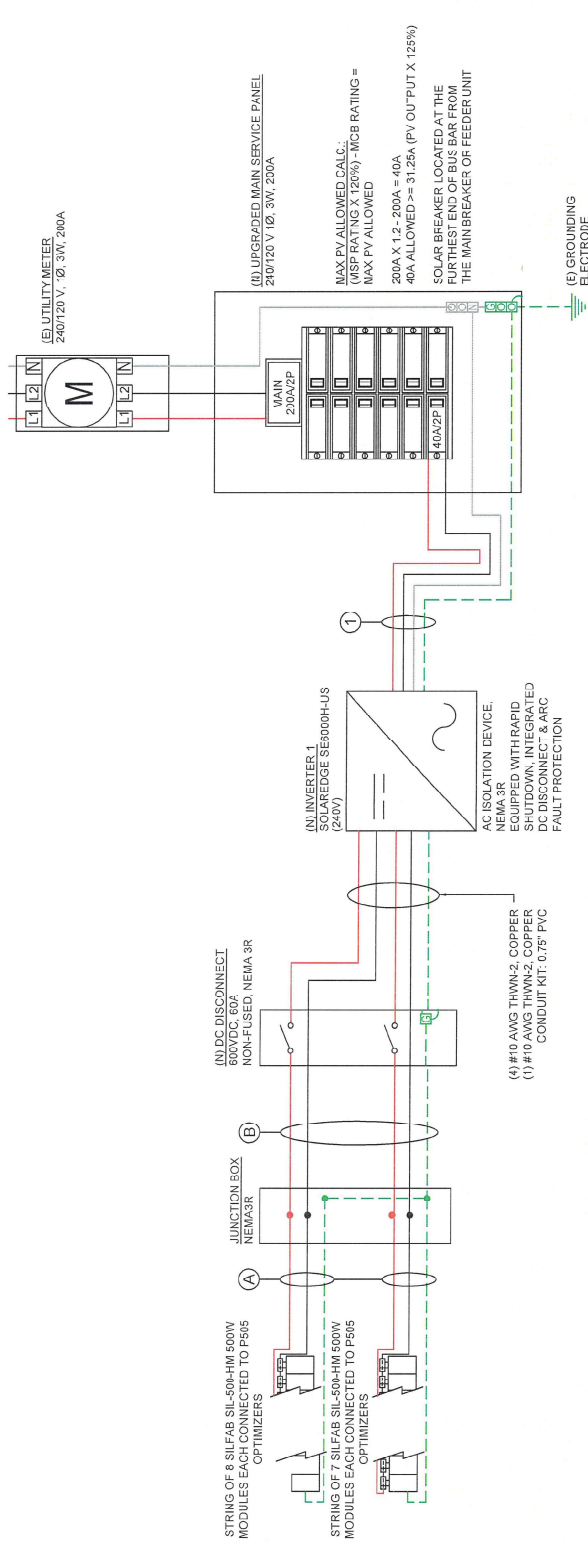 STRING OF 8 SILFAB SIL-500-HM 500W
MODULES EACH CONNECTED TO P505
OPTIMIZERS
STRING OF 7 SILFAB SIL-500-HM 500W
MODULES EACH CONNECTED TO P505
OPTIMIZERS
A
JUNCTION BOX
NEMA3R
B
(N) DC DISCONNECT
600VDC, 60A
NON-FUSED, NEMA 3R
G
(4) #10 AWG THWN-2, COPPER
(1) #10 AWG THWN-2, COPPER
CONDUIT KIT: 0.75" PVC
(N) INVERTER 1
SOLAREDGE SE6000H-US
(240V)
AC ISOLATION DEVICE,
NEMA 3R
EQUIPPED WITH RAPID
SHUTDOWN, INTEGRATED
DC DISCONNECT & ARC
FAULT PROTECTION
1
(E) UTILITY METER
240/120 V, 1Ø, 3W, 200A
L1
L2
N
M
L1
L2
N
MAIN
200A/2P
40A/2P
N
G
(N) UPGRADED MAIN SERVICE PANEL
240/120 V 1Ø, 3W, 200A
MAX PV ALLOWED CALC.:
(MSP RATING X 120%) - MCB RATING =
MAX PV ALLOWED
200A X 1.2 - 200A = 40A
40A ALLOWED >= 31.25A (PV OUTPUT X 125%)
SOLAR BREAKER LOCATED AT THE
FURTHEST END OF BUS BAR FROM
THE MAIN BREAKER OR FEEDER UNIT
(E) GROUNDING
ELECTRODE